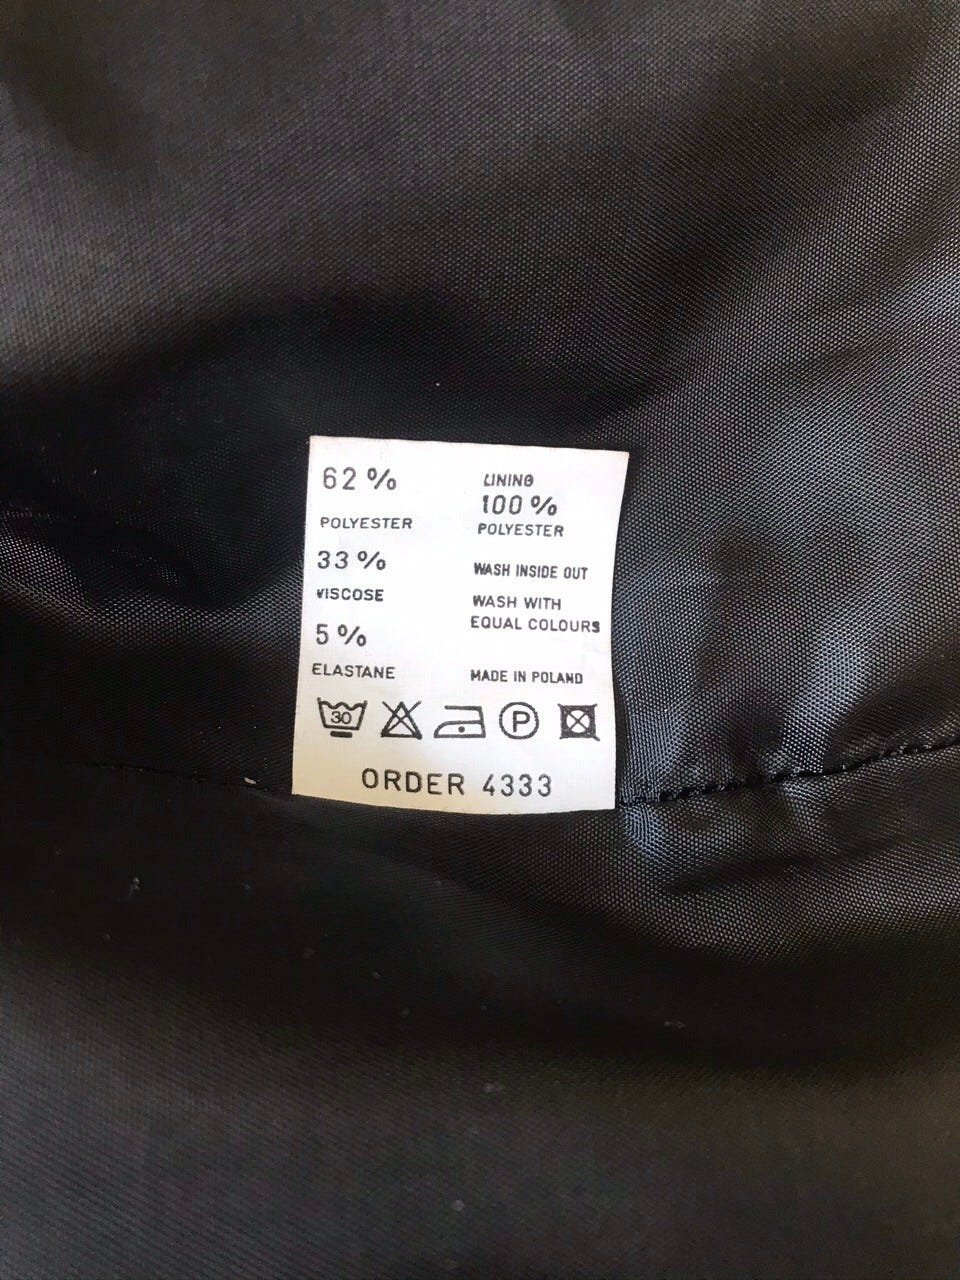 62 %
POLYESTER
33 %
VISCOSE
5 %
ELASTANE
LINING
100 %
POLYESTER
WASH INSIDE OUT
WASH WITH
EQUAL COLOURS
MADE IN POLAND
30
P
ORDER 4333